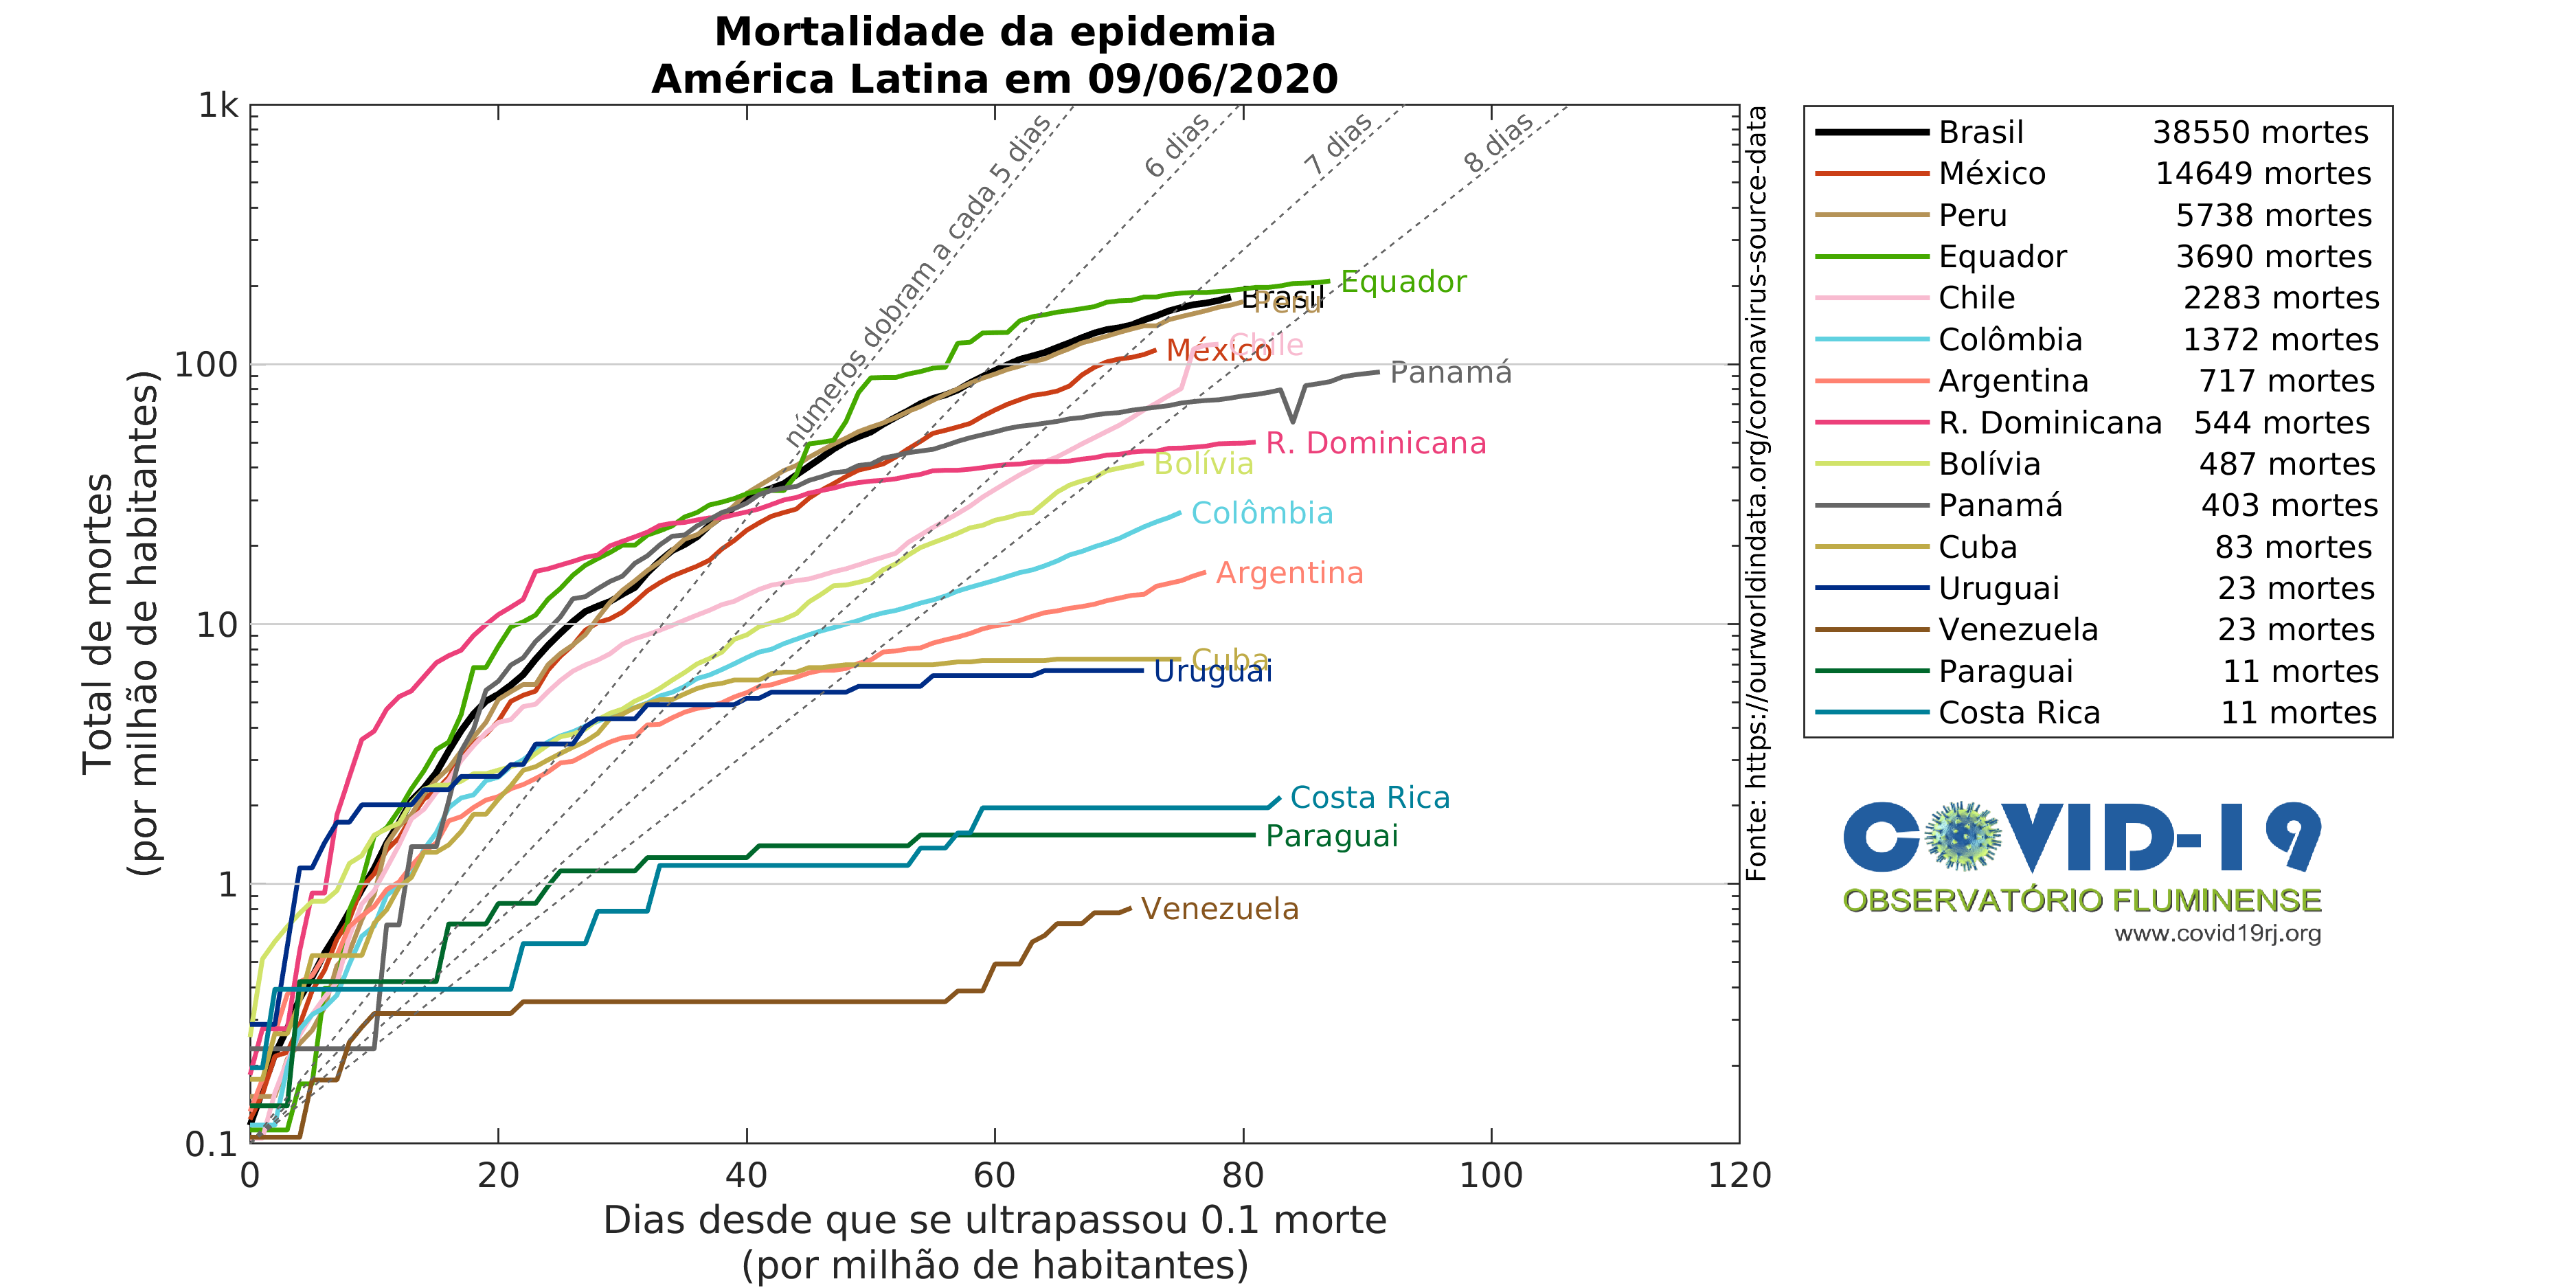 Mortalidade da epidemia
América Latina em 09/06/2020
Total de mortes
(por milhão de habitantes)
1k
100
10
1
0.1
0
20
40
60
80
100
120
Dias desde que se ultrapassou 0.1 morte
(por milhão de habitantes)
números dobram a cada 5 dias
6 dias
7 dias
8 dias
Equador
Brasil
Peru
México
Chile
Panamá
R. Dominicana
Bolívia
Colômbia
Argentina
Cuba
Uruguai
Costa Rica
Paraguai
Venezuela
Fonte: https://ourworldindata.org/coronavirus-source-data
Brasil 38550 mortes
México 14649 mortes
Peru 5738 mortes
Equador 3690 mortes
Chile 2283 mortes
Colômbia 1372 mortes
Argentina 717 mortes
R. Dominicana 544 mortes
Bolívia 487 mortes
Panamá 403 mortes
Cuba 83 mortes
Uruguai 23 mortes
Venezuela 23 mortes
Paraguai 11 mortes
Costa Rica 11 mortes
COVID-19
OBSERVATÓRIO FLUMINENSE
www.covid19rj.org